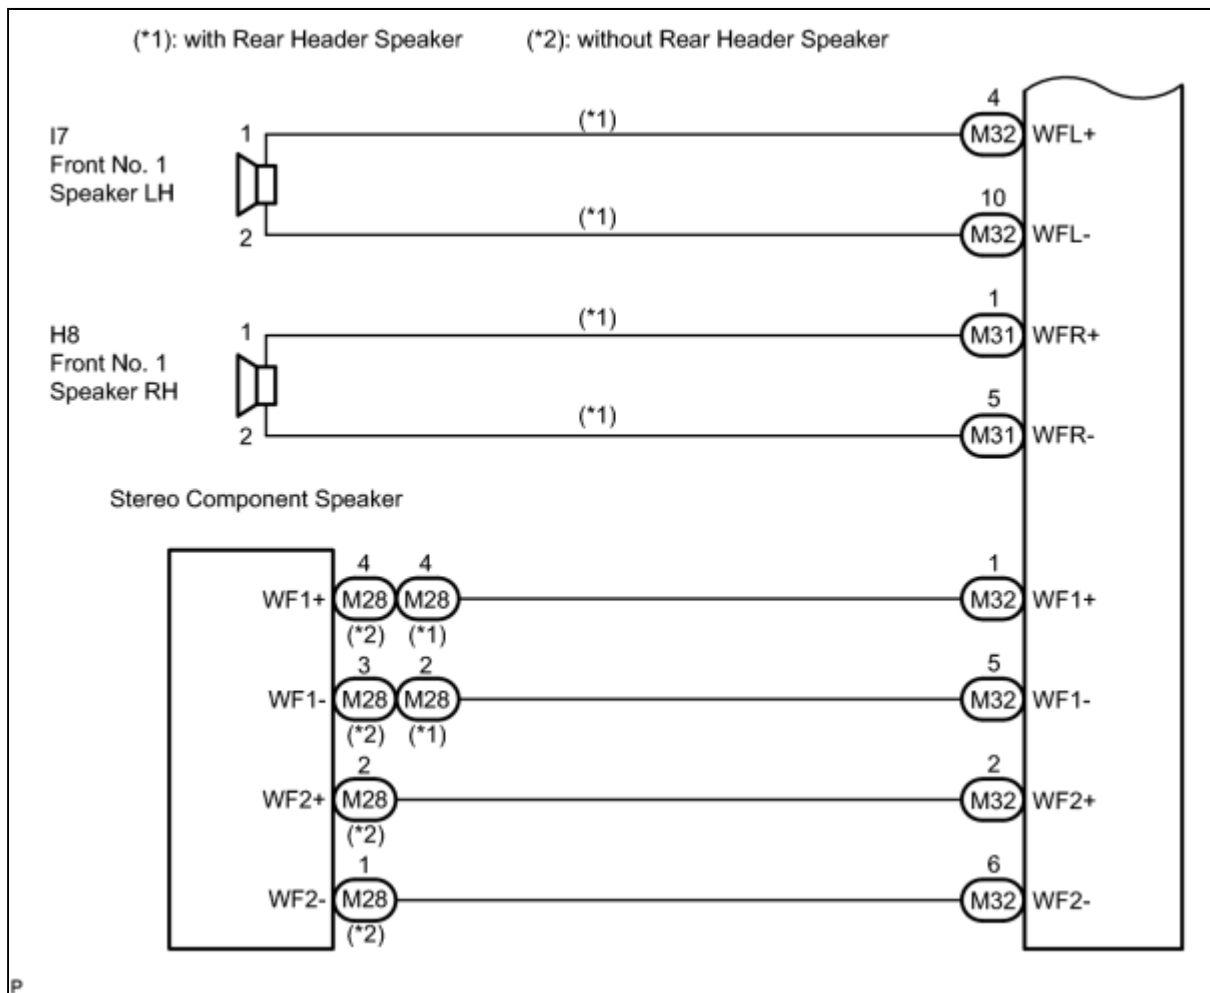 (*1): with Rear Header Speaker (*2): without Rear Header Speaker
4
(*1)
I7
1
M32 WFL+
Front No. 1
Speaker LH
10
(*1)
2
M32 WFL-
1
(*1)
H8
1
M31 WFR+
Front No. 1
Speaker RH
5
(*1)
2
M31 WFR-
Stereo Component Speaker
4 4 1
WF1+ M28 M28 M32 WF1+
(*2) (*1)
3 2 5
WF1- M28 M28 M32 WF1-
(*2) (*1)
2 2
WF2+ M28 M32 WF2+
(*2)
1 6
WF2- M28 M32 WF2-
(*2)
P